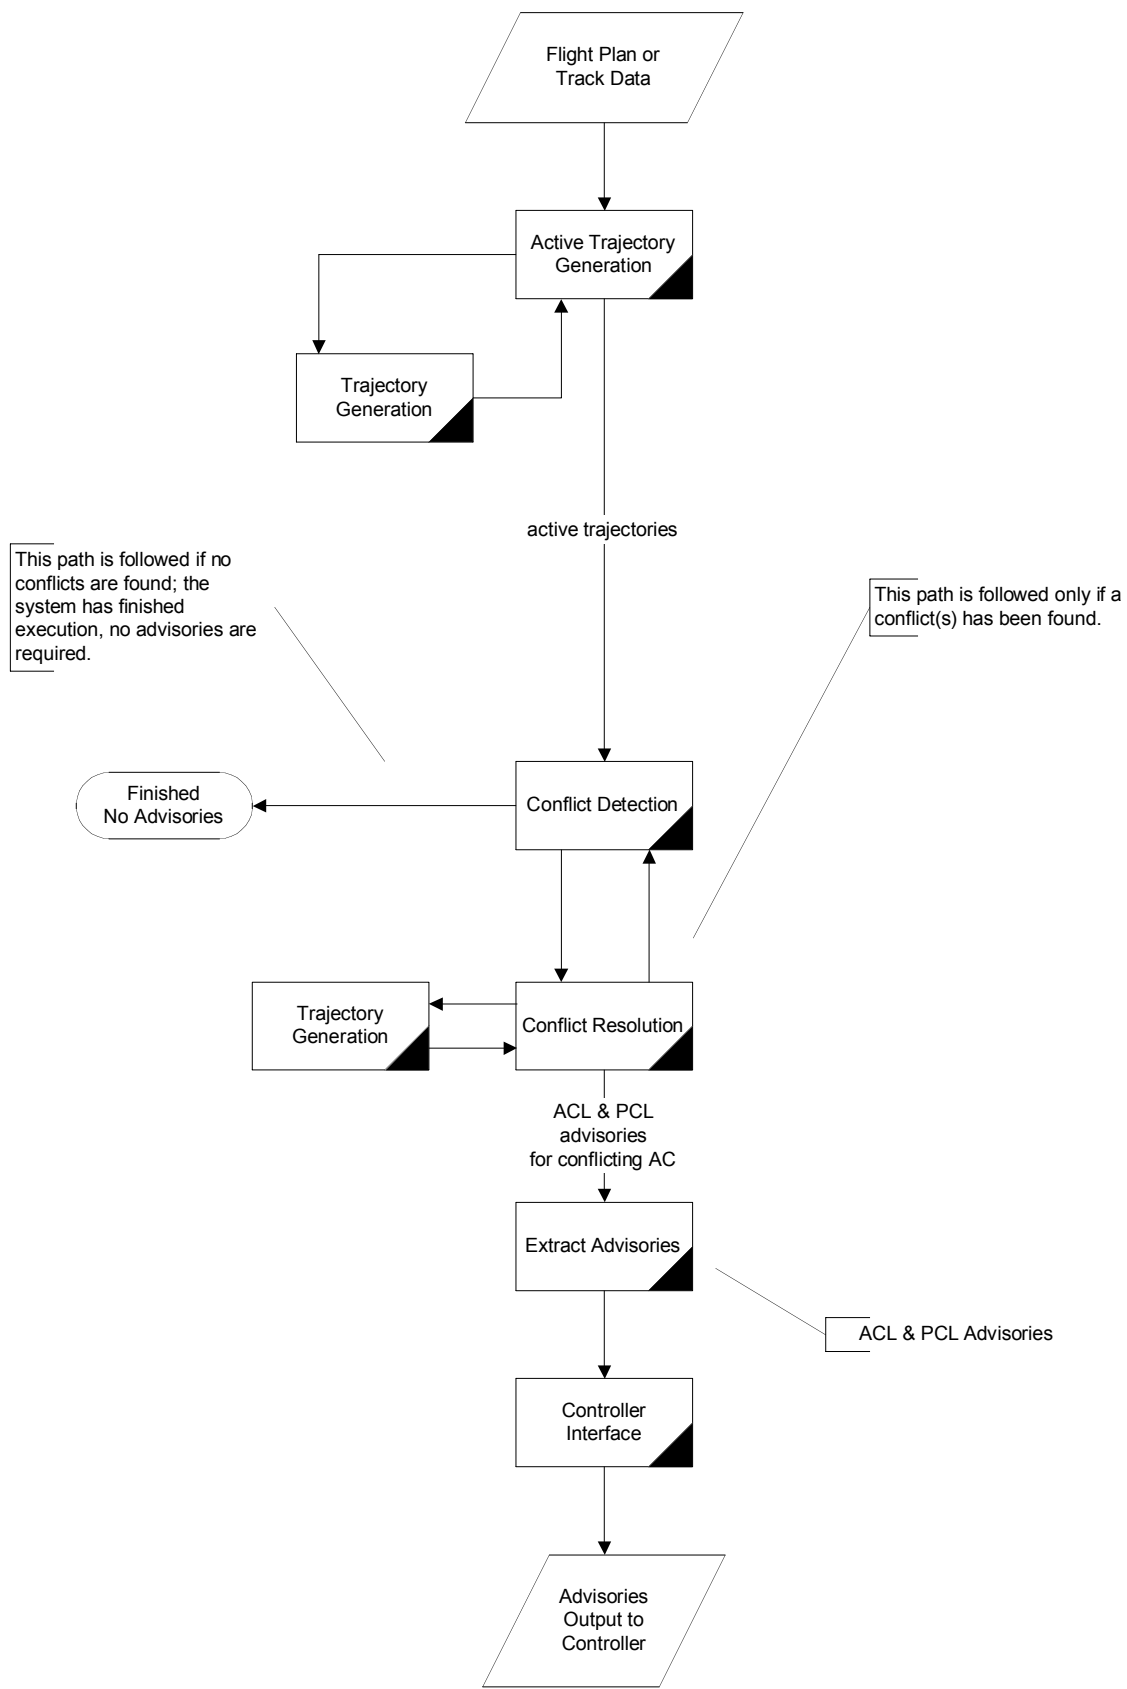 Flight Plan or
Track Data
Active Trajectory
Generation
Trajectory
Generation
active trajectories
This path is followed if no
conflicts are found; the
system has finished
execution, no advisories are
required.
This path is followed only if a
conflict(s) has been found.
Finished
No Advisories
Conflict Detection
Trajectory
Generation
Conflict Resolution
ACL & PCL
advisories
for conflicting AC
Extract Advisories
ACL & PCL Advisories
Controller
Interface
Advisories
Output to
Controller